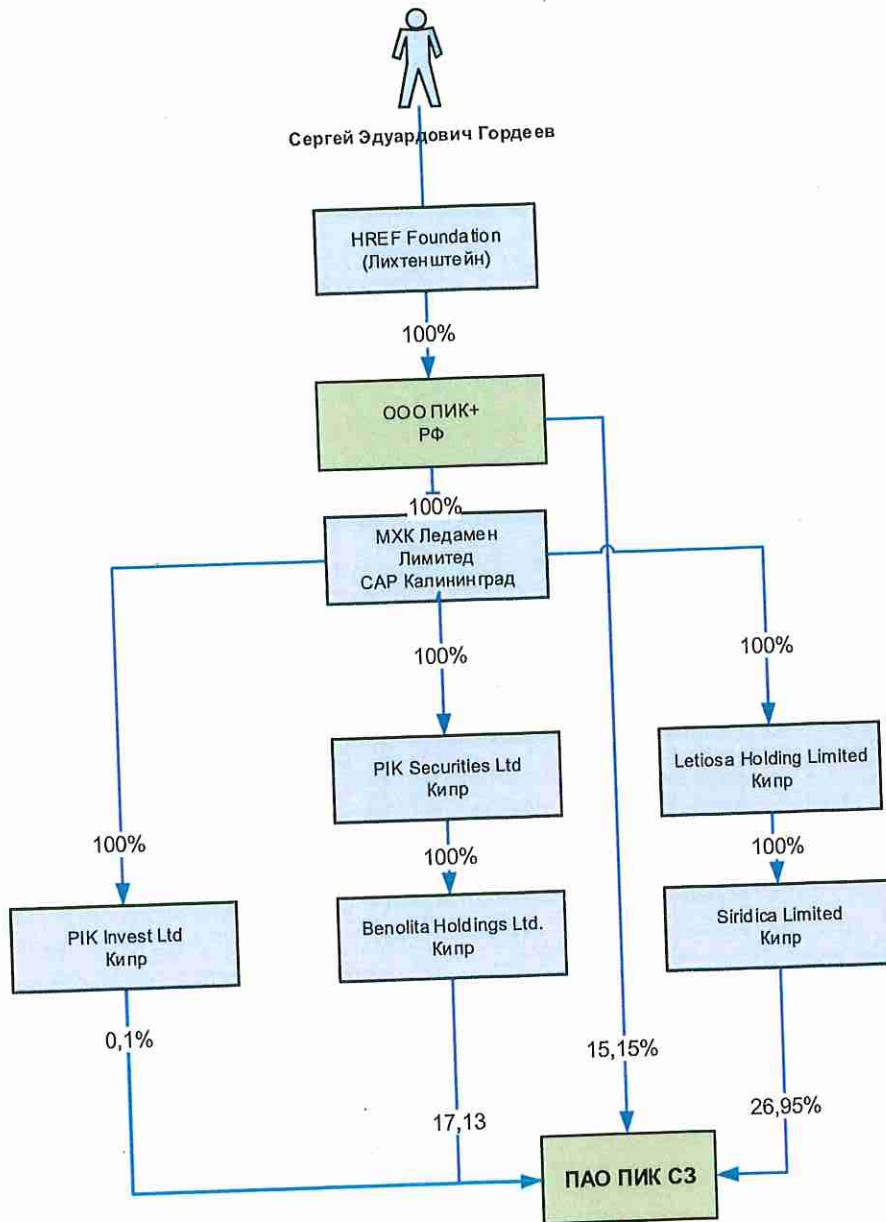 Сергей Эдуардович Гордеев
HREF Foundation
(Лихтенштейн)
100%
ООО ПИК+
РФ
100%
МХК Ледамен
Лимитед
САР Калининград
100%
100%
PIK Securities Ltd
Кипр
Letiosa Holding Limited
Кипр
100%
100%
100%
PIK Invest Ltd
Кипр
Benolita Holdings Ltd.
Кипр
Siridica Limited
Кипр
0,1%
15,15%
17,13
26,95%
ПАО ПИК СЗ